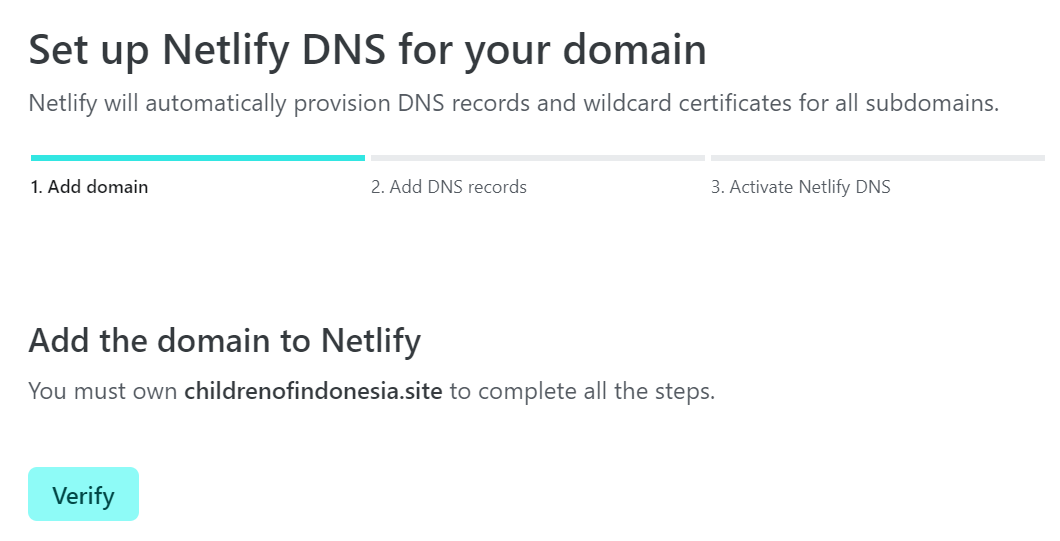 Set up Netlify DNS for your domain
Netlify will automatically provision DNS records and wildcard certificates for all subdomains.
1. Add domain
2. Add DNS records
3. Activate Netlify DNS
Add the domain to Netlify
You must own childrenofindonesia.site to complete all the steps.
Verify